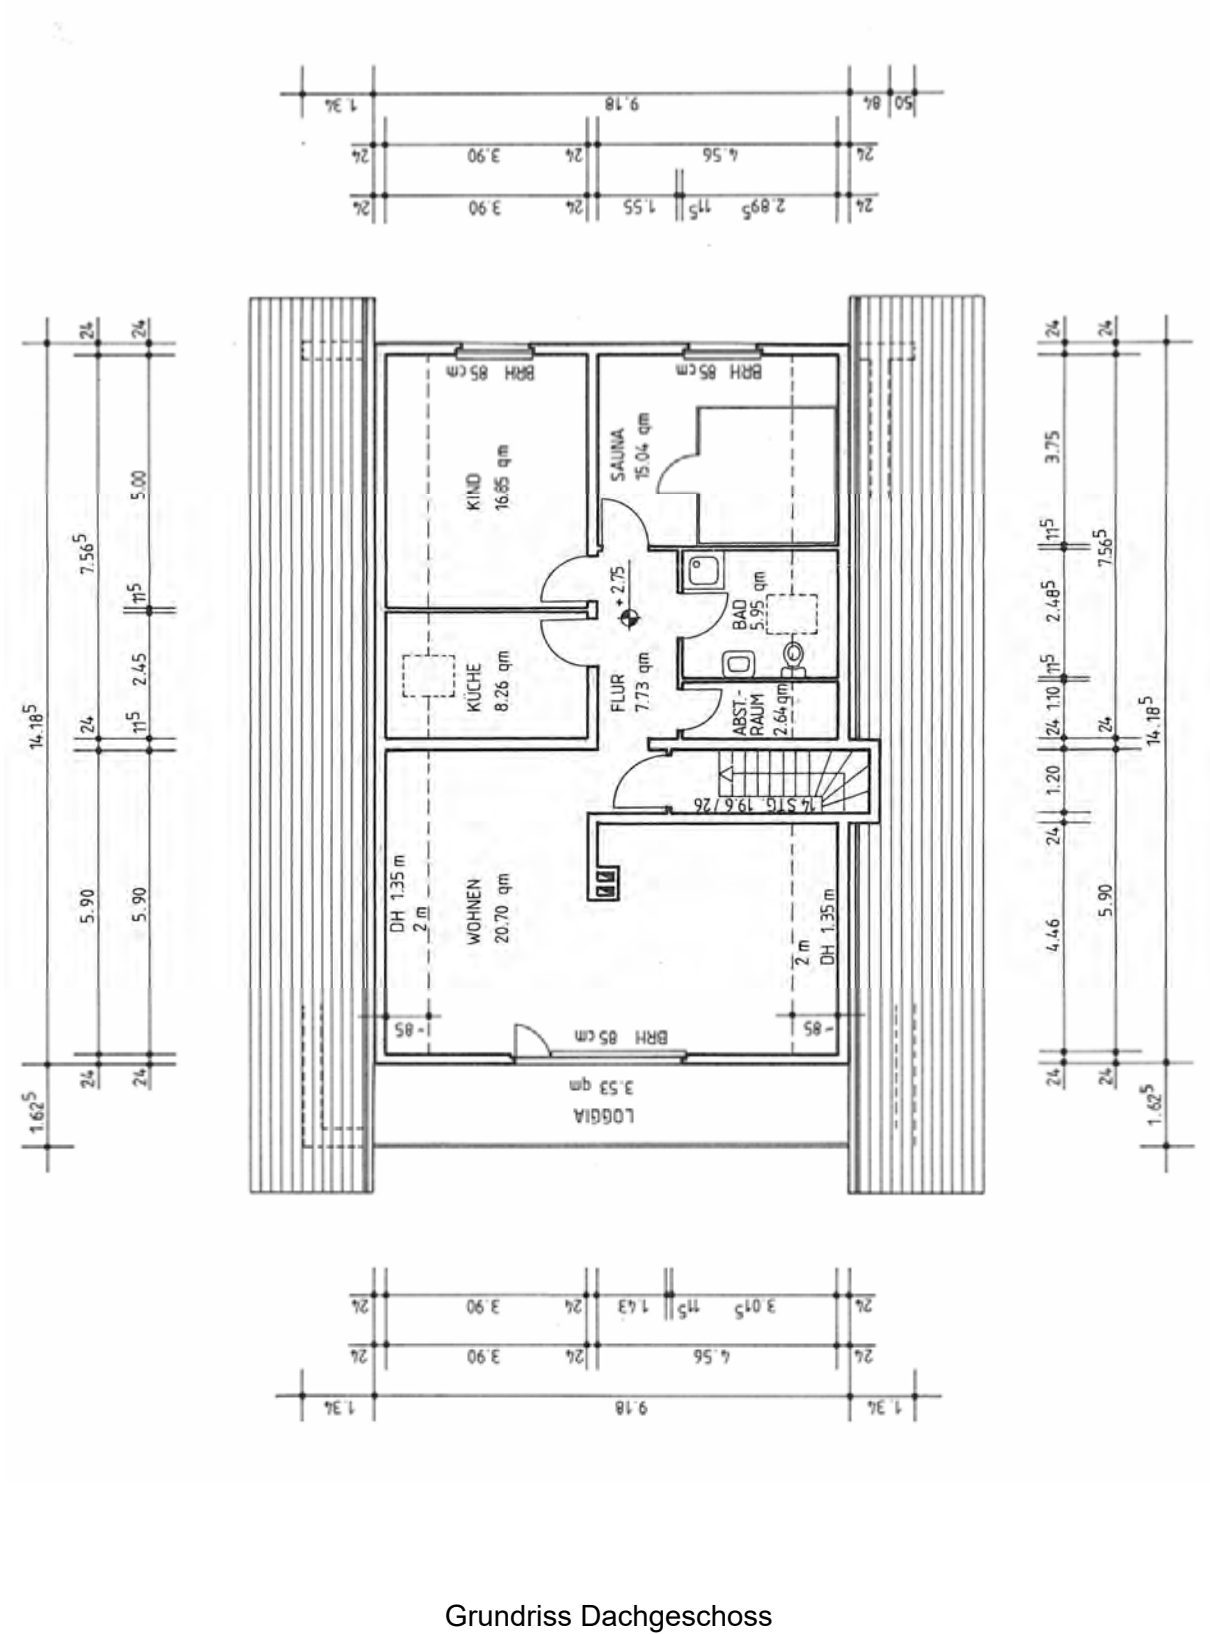 1.34
9.18
84
50
24
3.90
24
4.56
24
24
3.90
24
1.55
11⁵
2.89⁵
24
24
7.56⁵
24
5.90
24
14.18⁵
1.62⁵
24
5.00
11⁵
2.45
11⁵
5.90
24
BRH 85 cm
BRH 85 cm
KIND
16.85 qm
SAUNA
15.04 qm
+ 2.75
KÜCHE
8.26 qm
FLUR
7.73 qm
BAD
5.95 qm
ABST.-
RAUM
2.64 qm
14 STG. 19.6 / 26
DH 1.35 m
2 m
WOHNEN
20.70 qm
2 m
DH 1.35 m
85
85
BRH 85 cm
LOGGIA
3.53 qm
24
3.75
11⁵
2.48⁵
11⁵
1.10
24
1.20
24
4.46
24
24
7.56⁵
24
5.90
24
14.18⁵
1.62⁵
24
3.90
24
1.43
11⁵
3.01⁵
24
24
3.90
24
4.56
24
1.34
9.18
1.34
Grundriss Dachgeschoss